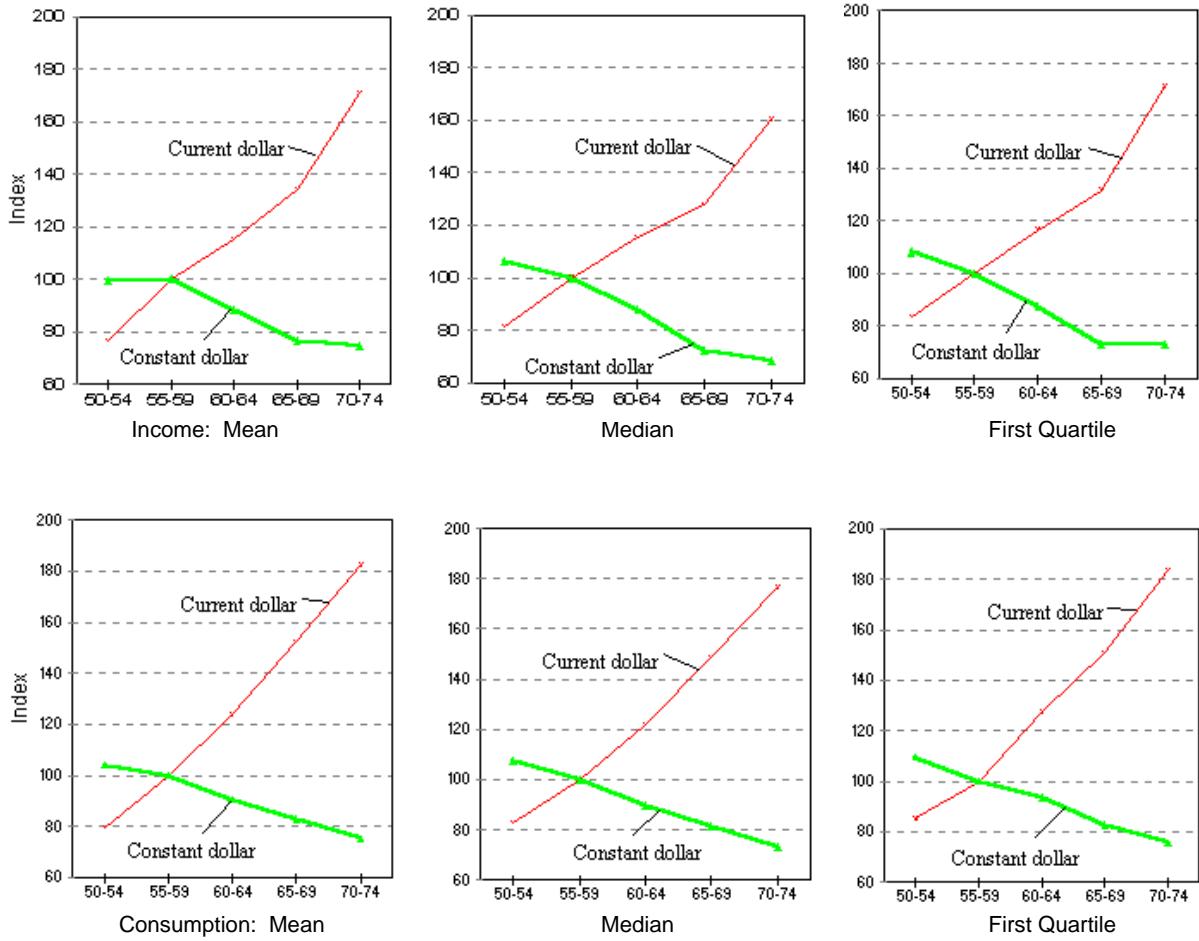 200
180
160
140
120
100
80
60
Index
Current dollar
Constant dollar
50-54 55-59 60-64 65-69 70-74
Income: Mean
200
180
160
140
120
100
80
60
Current dollar
Constant dollar
50-54 55-59 60-64 65-69 70-74
Median
200
180
160
140
120
100
80
60
Current dollar
Constant dollar
50-54 55-59 60-64 65-69 70-74
First Quartile
200
180
160
140
120
100
80
60
Index
Current dollar
Constant dollar
50-54 55-59 60-64 65-69 70-74
Consumption: Mean
200
180
160
140
120
100
80
60
Current dollar
Constant dollar
50-54 55-59 60-64 65-69 70-74
Median
200
180
160
140
120
100
80
60
Current dollar
Constant dollar
50-54 55-59 60-64 65-69 70-74
First Quartile